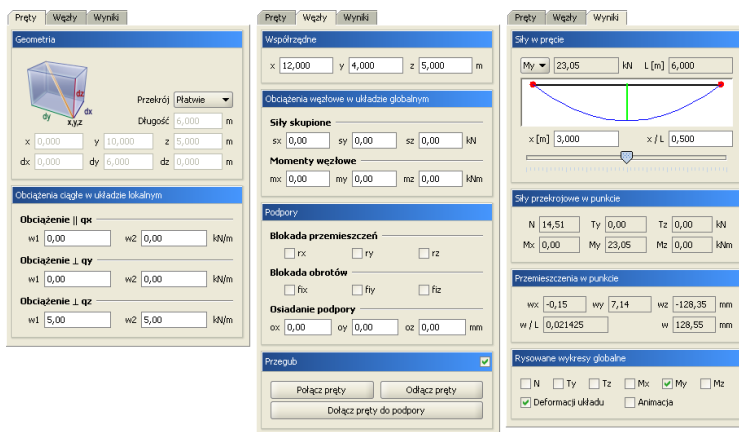 Pręty Węzły Wyniki
Geometria
dz
dx
dy
x,y,z
Przekrój Płatwie
Długość 6,000 m
x 0,000 y 10,000 z 5,000 m
dx 0,000 dy 6,000 dz 0,000 m
Obciążenia ciągłe w układzie lokalnym
Obciążenie || qx
w1 0,00 w2 0,00 kN/m
Obciążenie ⊥ qy
w1 0,00 w2 0,00 kN/m
Obciążenie ⊥ qz
w1 5,00 w2 5,00 kN/m
Pręty Węzły Wyniki
Współrzędne
x 12,000 y 4,000 z 5,000 m
Obciążenia węzłowe w układzie globalnym
Siły skupione
sx 0,00 sy 0,00 sz 0,00 kN
Momenty węzłowe
mx 0,00 my 0,00 mz 0,00 kNm
Podpory
Blokada przemieszczeń
rx ry rz
Blokada obrotów
fix fiy fiz
Osiadanie podpory
ox 0,00 oy 0,00 oz 0,00 mm
Przegub
Połącz pręty Odłącz pręty
Dołącz pręty do podpory
Pręty Węzły Wyniki
Siły w pręcie
My 23,05 kN L [m] 6,000
x [m] 3,000 x / L 0,500
Siły przekrojowe w punkcie
N 14,51 Ty 0,00 Tz 0,00 kN
Mx 0,00 My 23,05 Mz 0,00 kNm
Przemieszczenia w punkcie
wx -0,15 wy 7,14 wz -128,35 mm
w / L 0,021425 w 128,55 mm
Rysowane wykresy globalne
N Ty Tz Mx My Mz
Deformacji układu Animacja